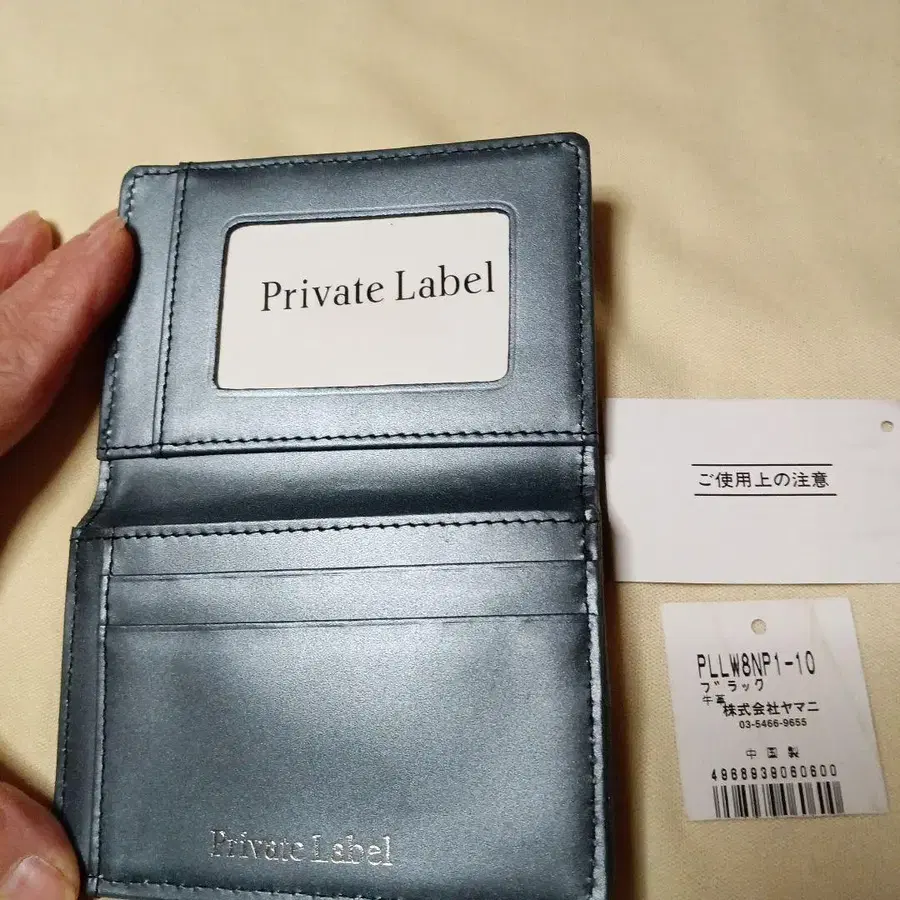 Private Label
ご使用上の注意
PLLW8NP1-10
ブラック
牛革
株式会社ヤマニ
03-5466-9655
中国製
4968939060600
Private Label